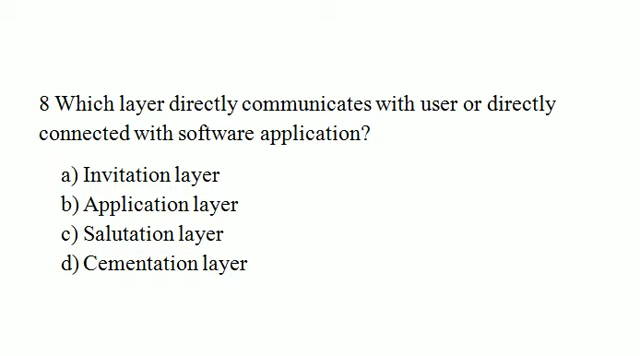 8 Which layer directly communicates with user or directly
connected with software application?
a) Invitation layer
b) Application layer
c) Salutation layer
d) Cementation layer